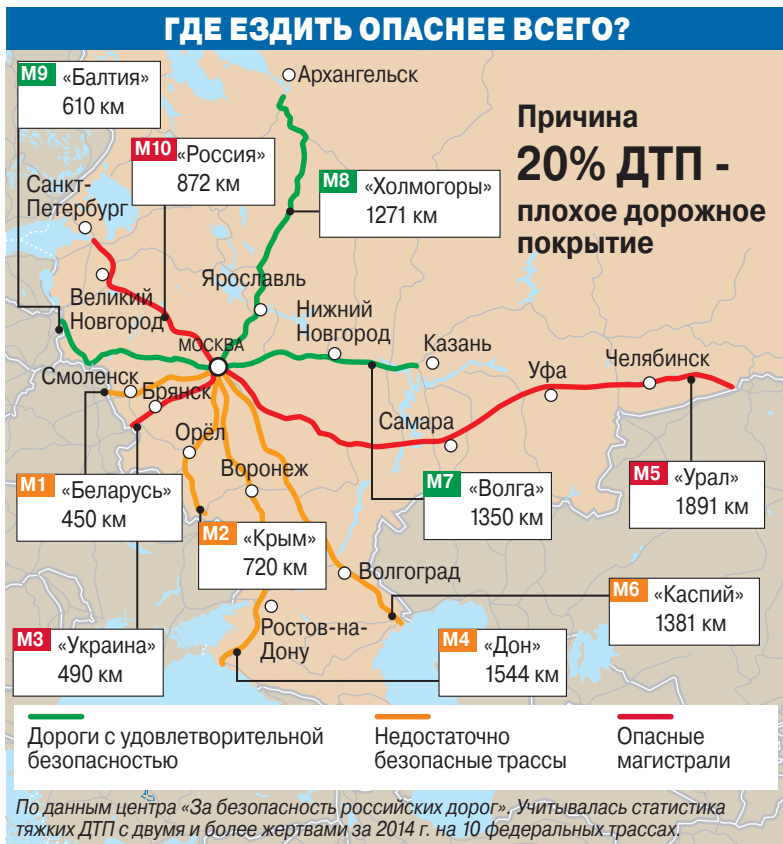 ГДЕ ЕЗДИТЬ ОПАСНЕЕ ВСЕГО?
М9 «Балтия»
610 км
Архангельск
Причина
20% ДТП -
плохое дорожное
покрытие
М10 «Россия»
872 км
М8 «Холмогоры»
1271 км
Санкт-
Петербург
Великий
Новгород
Ярославль
Нижний
Новгород
МОСКВА
Казань
Уфа
Челябинск
Смоленск
Брянск
Орёл
Самара
Воронеж
М1 «Беларусь»
450 км
М7 «Волга»
1350 км
М5 «Урал»
1891 км
М2 «Крым»
720 км
Волгоград
М6 «Каспий»
1381 км
Ростов-на-
Дону
М3 «Украина»
490 км
М4 «Дон»
1544 км
Дороги с удовлетворительной
безопасностью
Недостаточно
безопасные трассы
Опасные
магистрали
По данным центра «За безопасность российских дорог». Учитывалась статистика
тяжких ДТП с двумя и более жертвами за 2014 г. на 10 федеральных трассах.